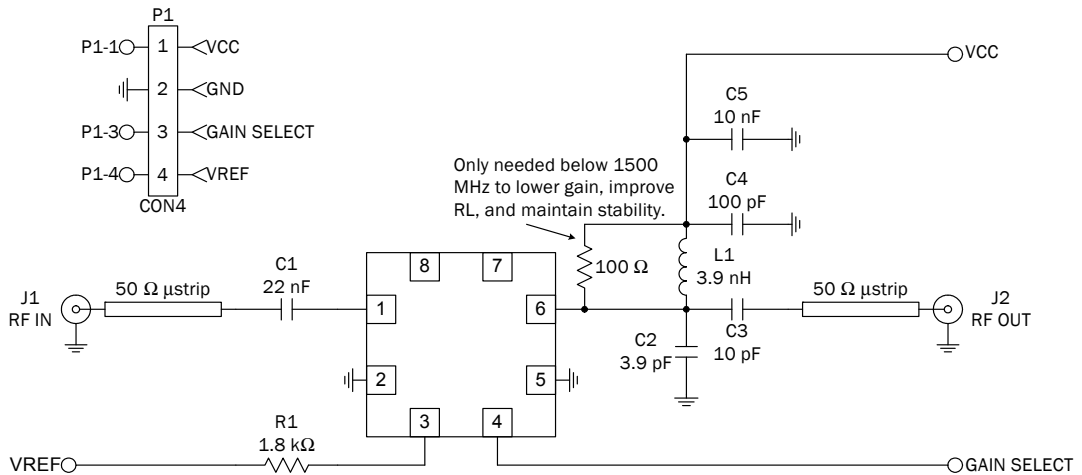 P1
P1-1
1
VCC
2
GND
P1-3
3
GAIN SELECT
P1-4
4
VREF
CON4
VCC
C5
10 nF
C4
100 pF
Only needed below 1500
MHz to lower gain, improve
RL, and maintain stability.
100 Ω
L1
3.9 nH
J1
RF IN
50 Ω µstrip
C1
22 nF
8
7
1
6
2
5
3
4
C2
3.9 pF
C3
10 pF
50 Ω µstrip
J2
RF OUT
R1
1.8 kΩ
VREF
GAIN SELECT